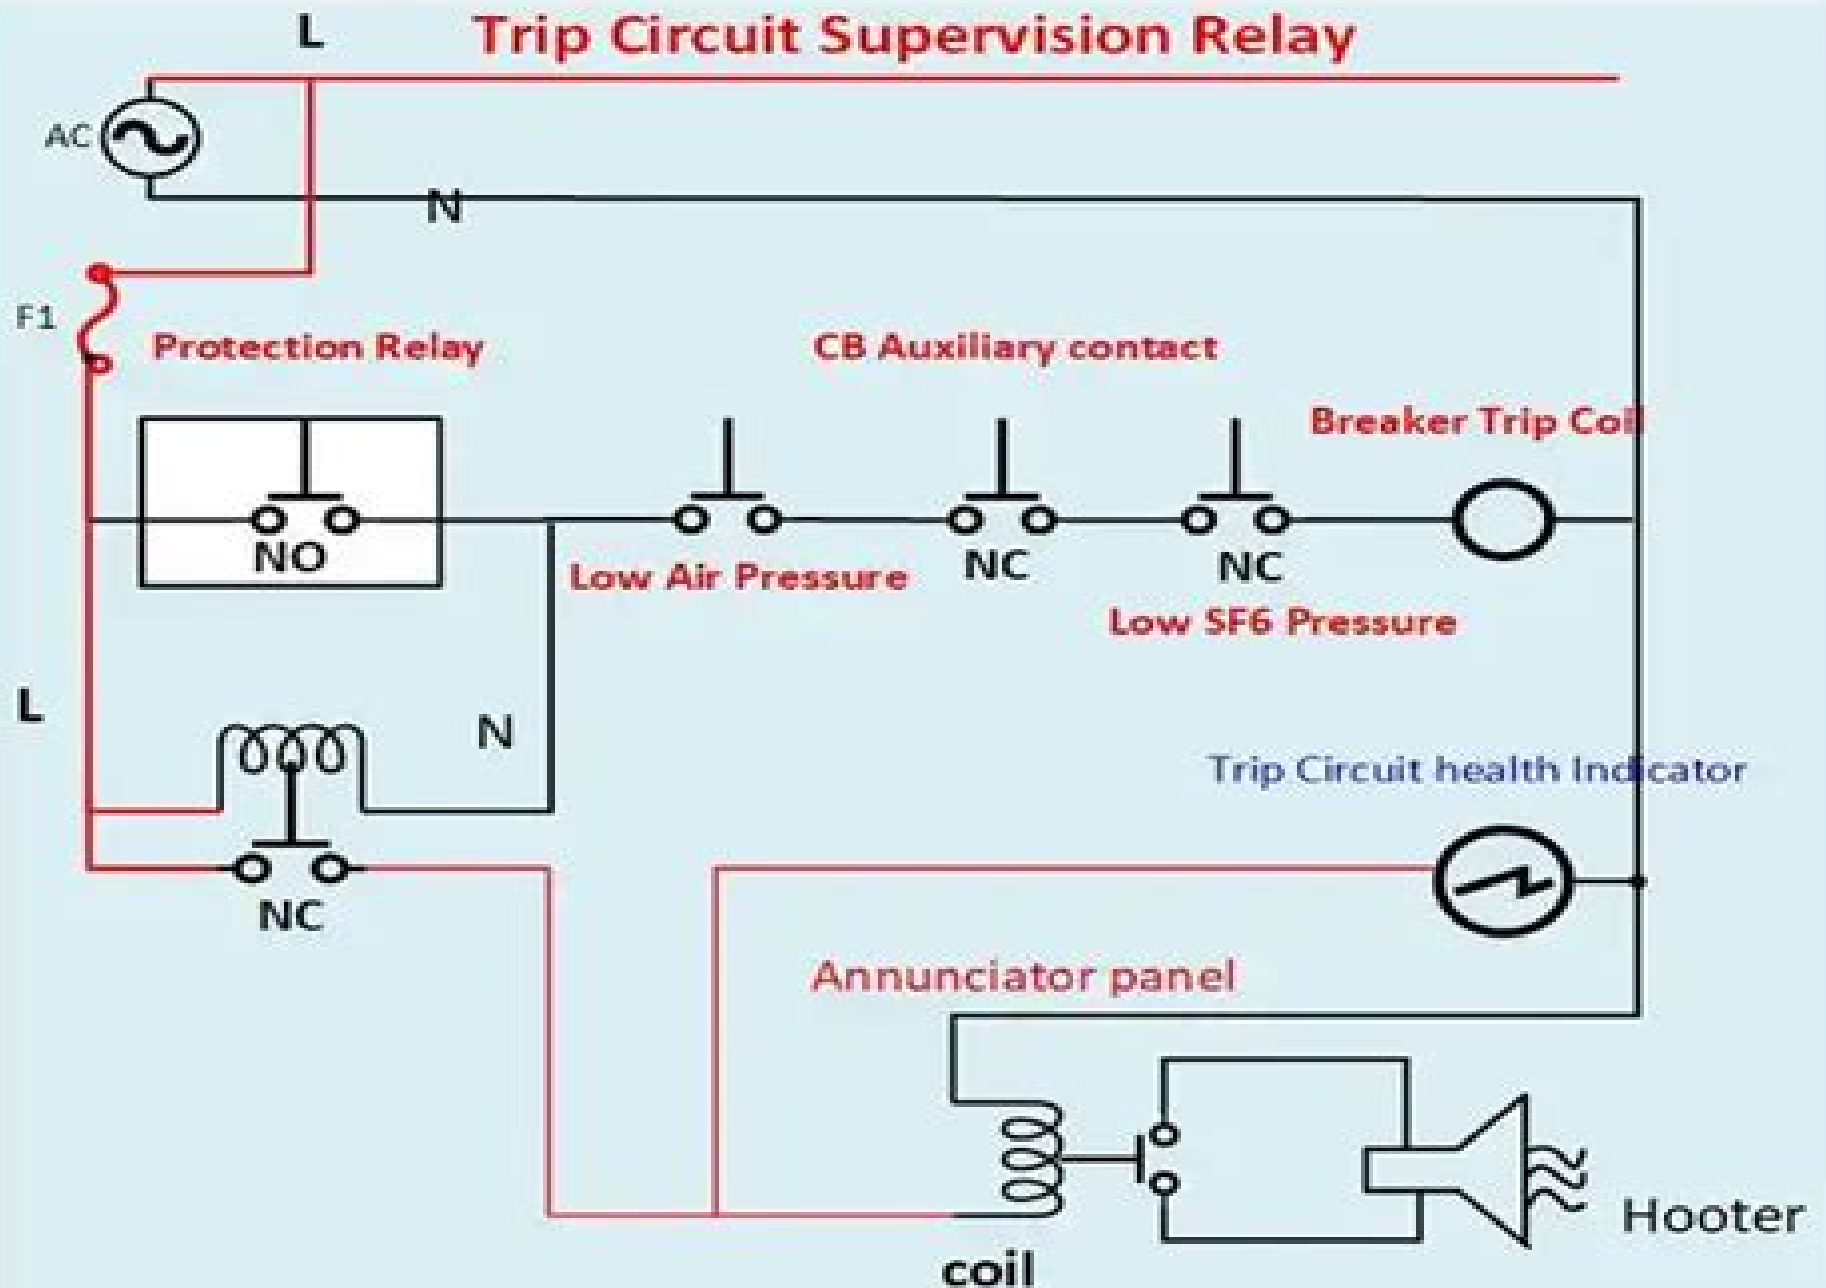 L
Trip Circuit Supervision Relay
AC
N
F1
Protection Relay
CB Auxiliary contact
Breaker Trip Coil
NO
Low Air Pressure
NC
NC
Low SF6 Pressure
L
N
Trip Circuit health Indicator
NC
Annunciator panel
Hooter
coil